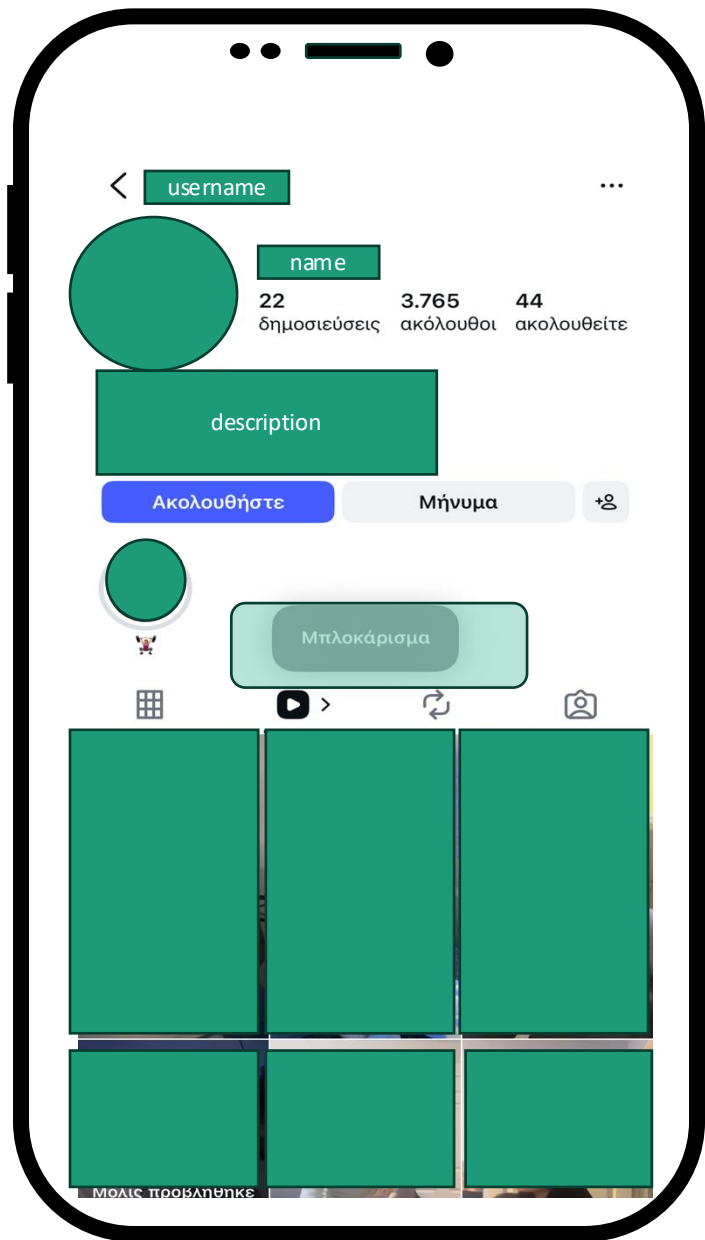 username
name
22 3.765 44
δημοσιεύσεις ακόλουθοι ακολουθείτε
description
Ακολουθήστε Μήνυμα
Μπλοκάρισμα
Μόλις προβλήθηκε